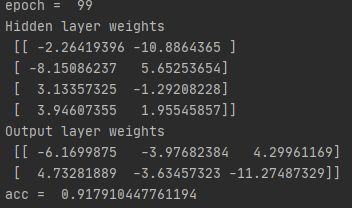 epoch =  99
Hidden layer weights
 [[ -2.26419396 -10.8864365 ]
 [ -8.15086237   5.65253654]
 [  3.13357325  -1.29208228]
 [  3.94607355   1.95545857]]
Output layer weights
 [[ -6.1699875   -3.97682384   4.29961169]
 [  4.73281889  -3.63457323 -11.27487329]]
acc =  0.917910447761194